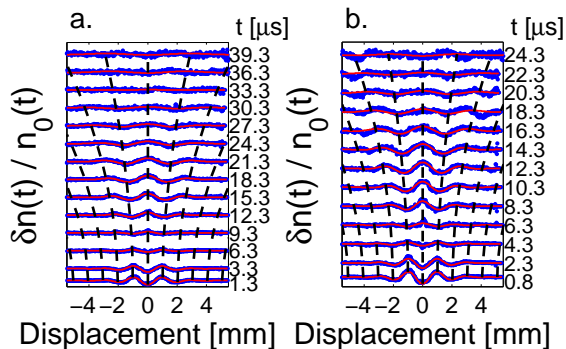 a.
t [μs]
δn(t) / n0(t)
39.3
36.3
33.3
30.3
27.3
24.3
21.3
18.3
15.3
12.3
9.3
6.3
3.3
1.3
−4 −2 0 2 4
Displacement [mm]
b.
t [μs]
δn(t) / n0(t)
24.3
22.3
20.3
18.3
16.3
14.3
12.3
10.3
8.3
6.3
4.3
2.3
0.8
−4 −2 0 2 4
Displacement [mm]